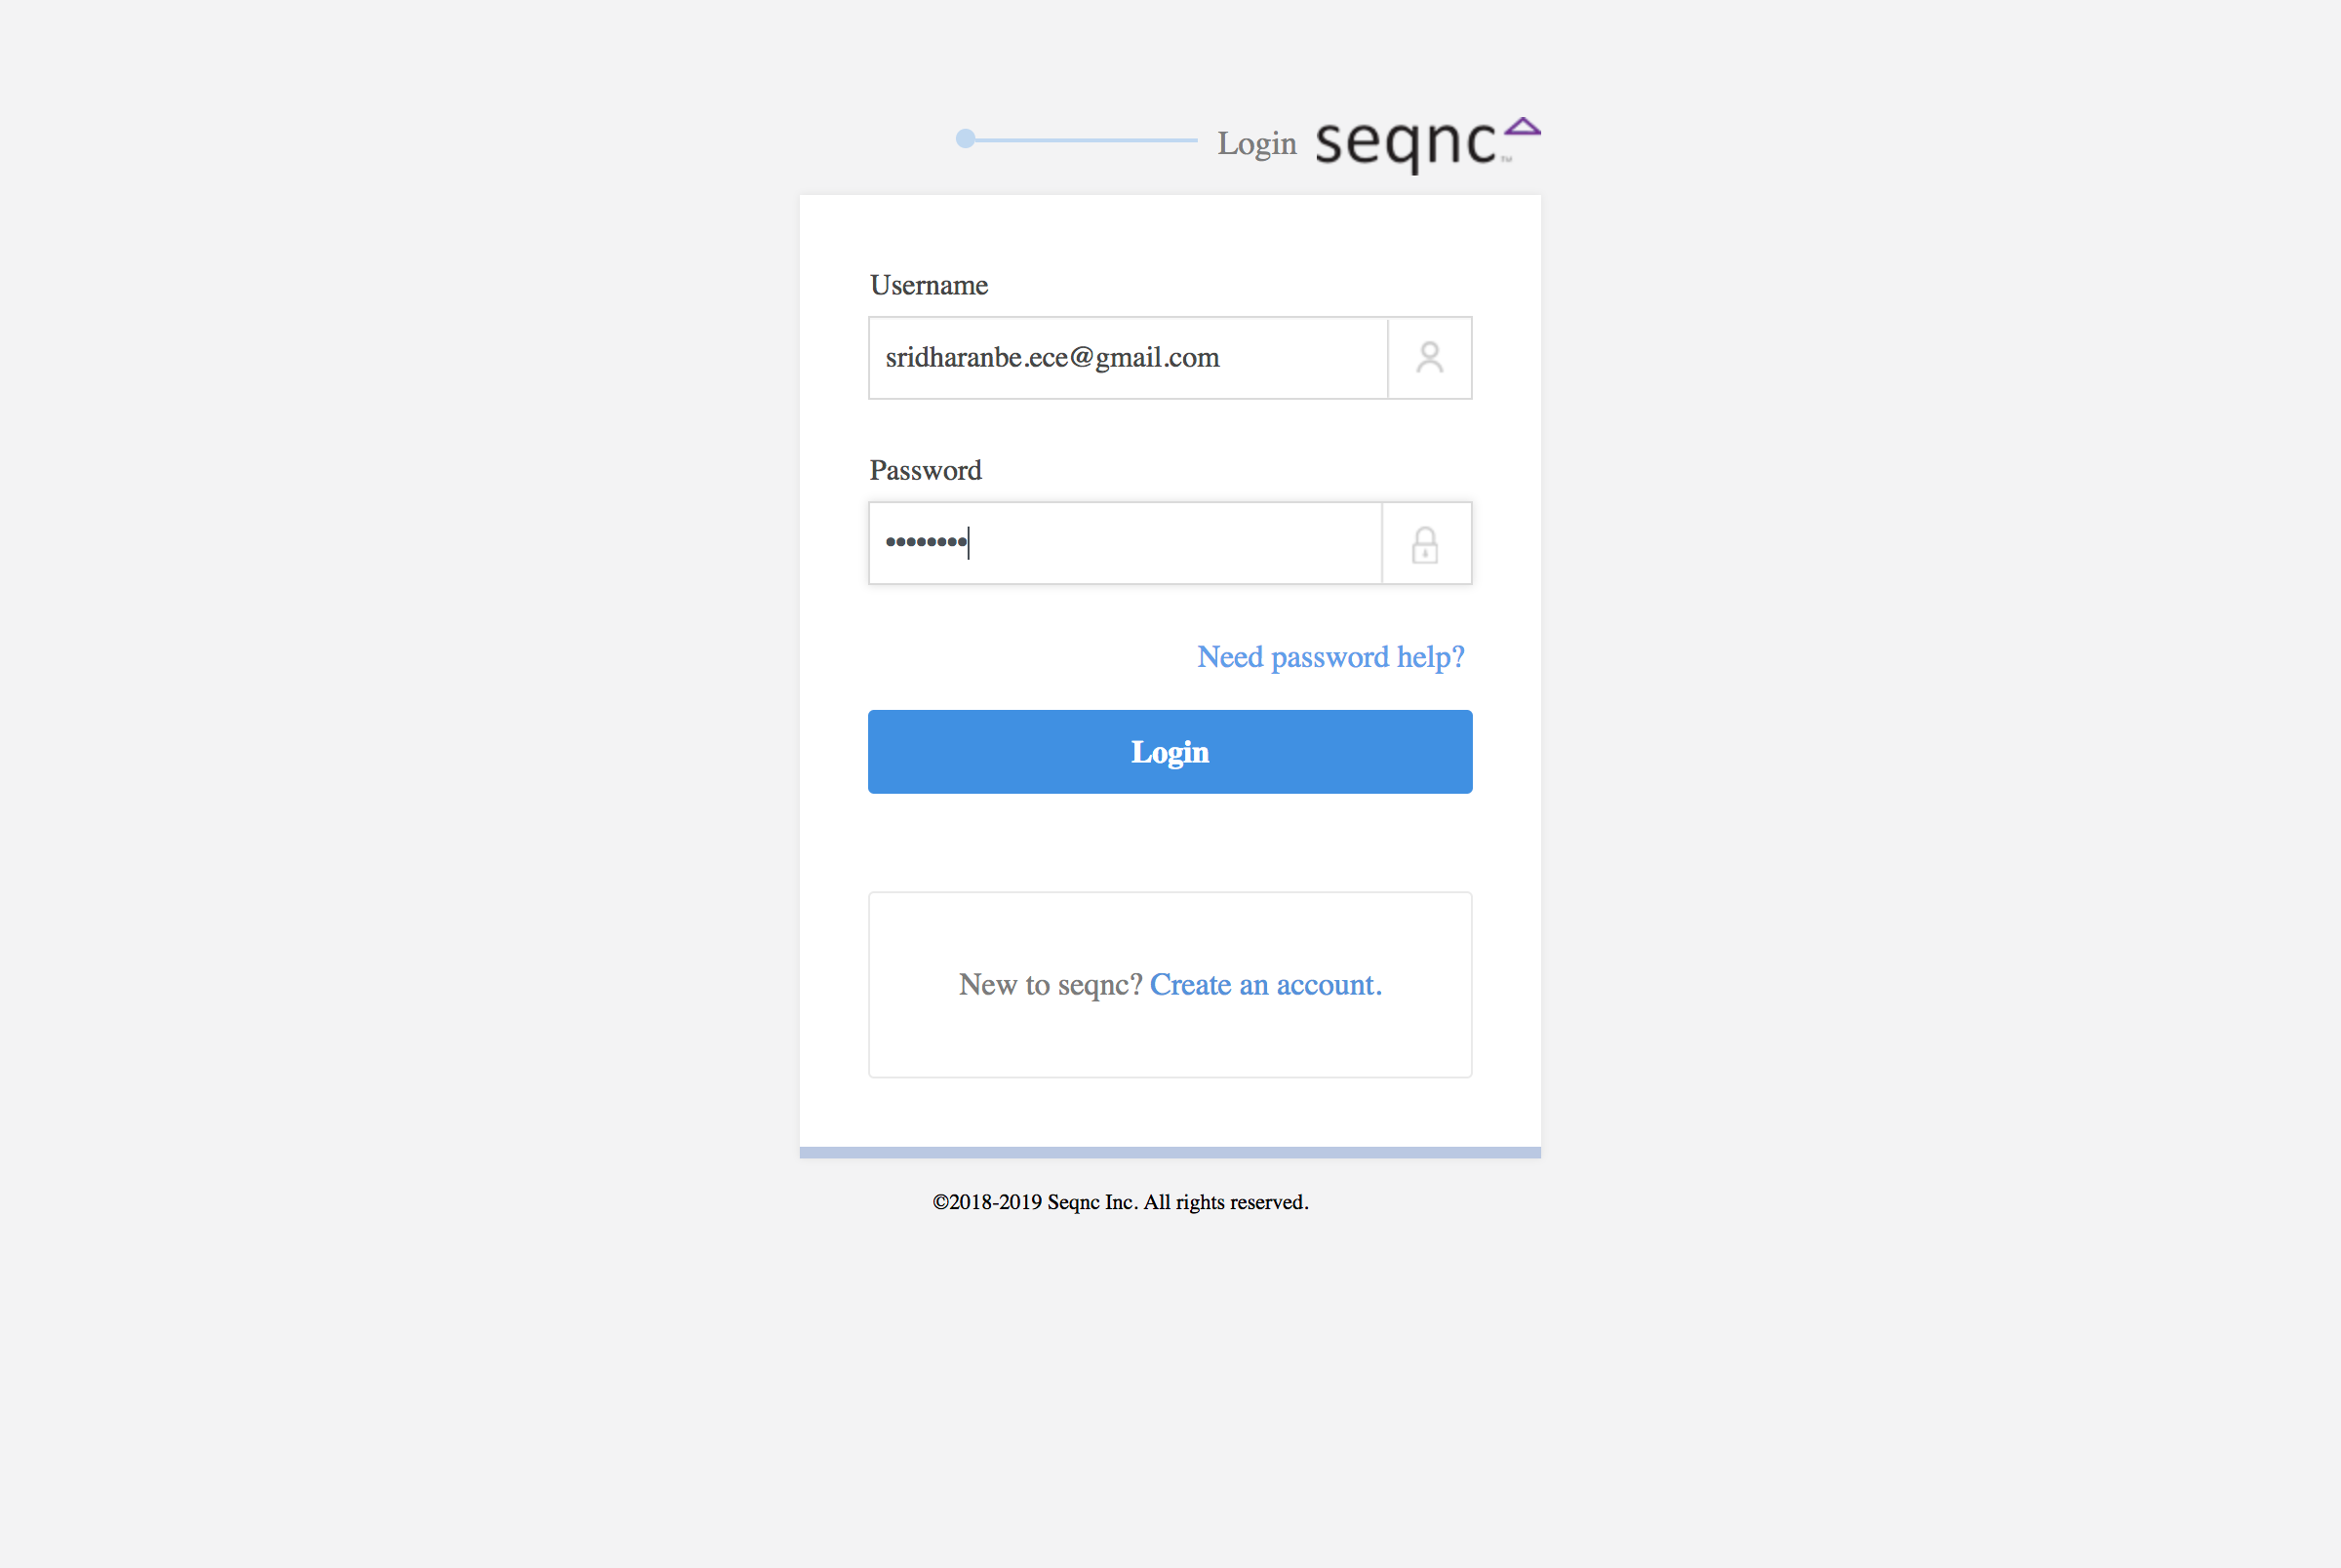 Login seqnc™
Username
sridharanbe.ece@gmail.com
Password
••••••••
Need password help?
Login
New to seqnc? Create an account.
©2018-2019 Seqnc Inc. All rights reserved.